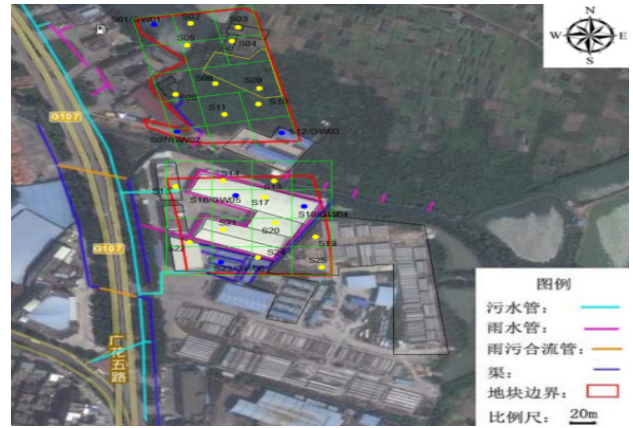 N
W E
S
S01/GW01
S02
S03
S04
S05
S08
S09
S06
S10
S11
S07/GW02
S12/GW03
G107
S14
S13
S15
S16/GW05
S17
S18/GW04
S21
S20
S22
S19
G107
S24
S23/GW06
S25
广花五路
图例
污水管：
雨水管：
雨污合流管：
渠：
地块边界：
比例尺： 20m